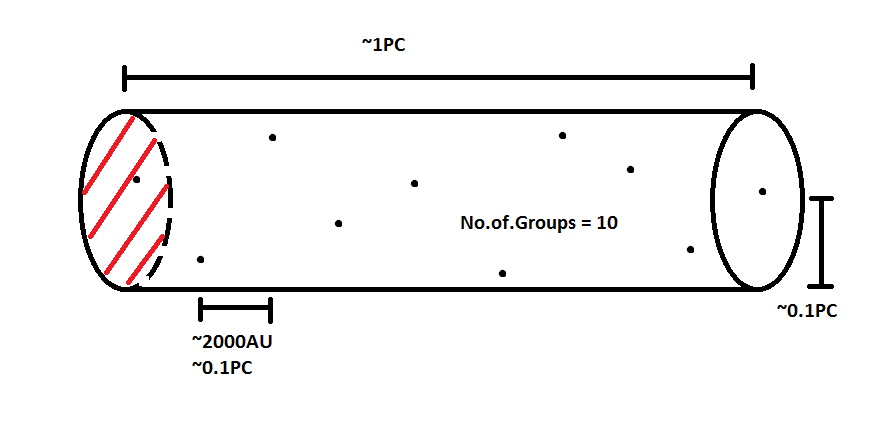 ~1PC
No.of.Groups = 10
~0.1PC
~2000AU
~0.1PC